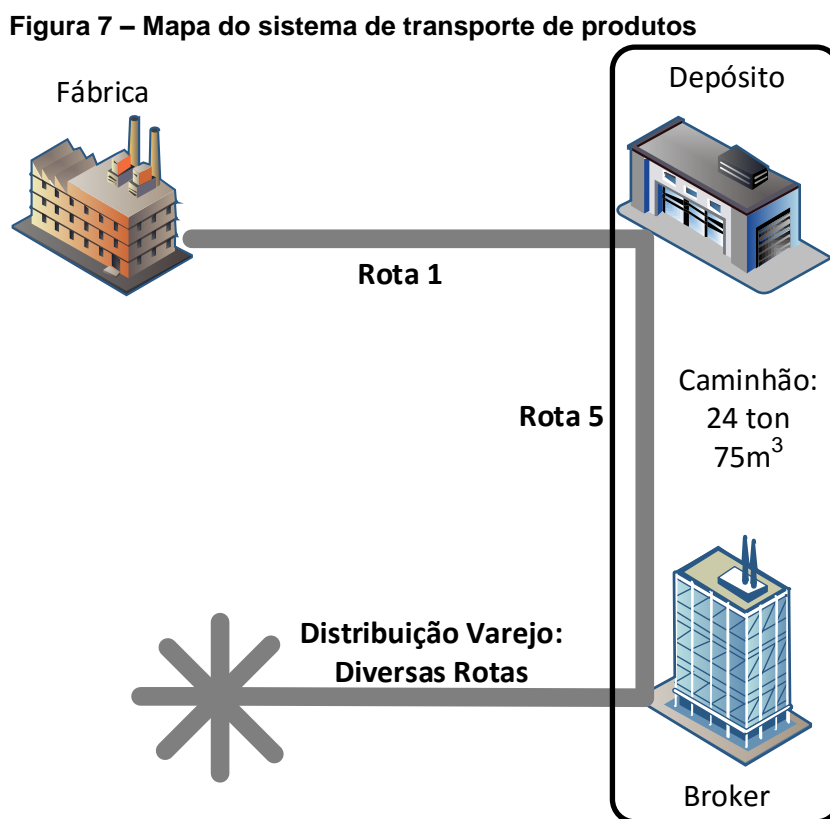 Figura 7 – Mapa do sistema de transporte de produtos
Depósito
Fábrica
Rota 1
Caminhão:
24 ton
75m³
Rota 5
Distribuição Varejo:
Diversas Rotas
Broker